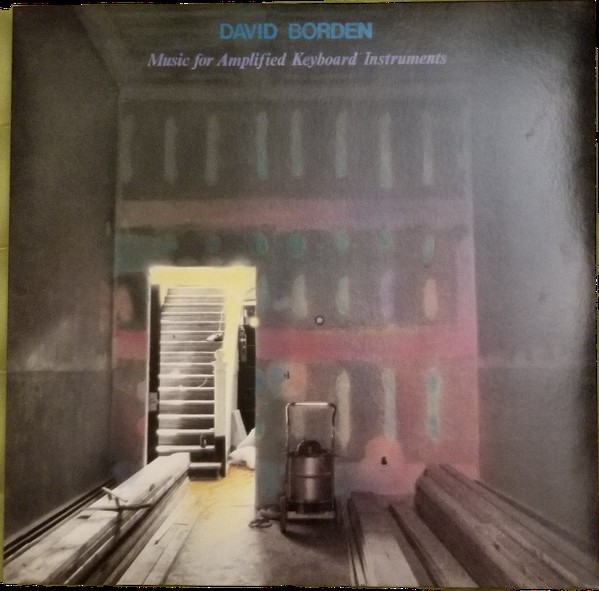 DAVID BORDEN
Music for Amplified Keyboard Instruments